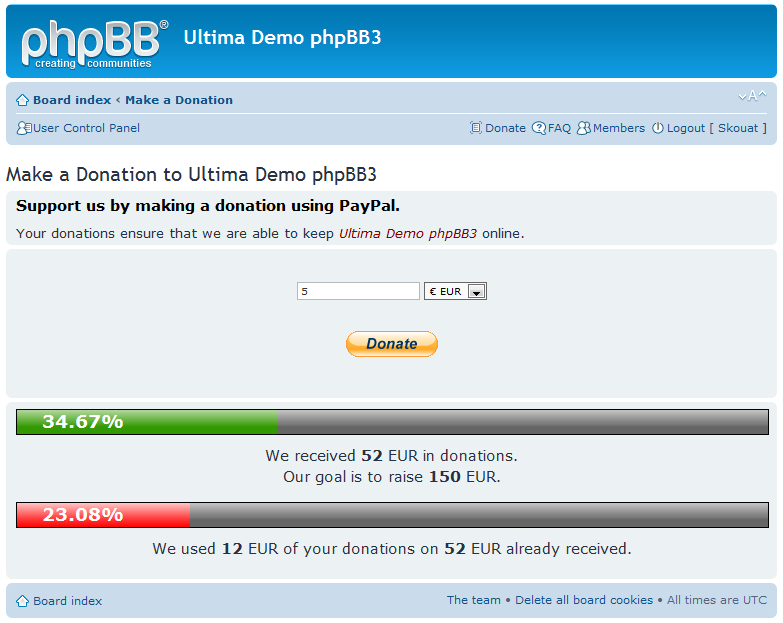 phpBB®
creating communities
Ultima Demo phpBB3
Board index ‹ Make a Donation
A
User Control Panel
Donate FAQ Members Logout [ Skouat ]
Make a Donation to Ultima Demo phpBB3
Support us by making a donation using PayPal.
Your donations ensure that we are able to keep Ultima Demo phpBB3 online.
5 € EUR
Donate
34.67%
We received 52 EUR in donations.
Our goal is to raise 150 EUR.
23.08%
We used 12 EUR of your donations on 52 EUR already received.
Board index
The team • Delete all board cookies • All times are UTC